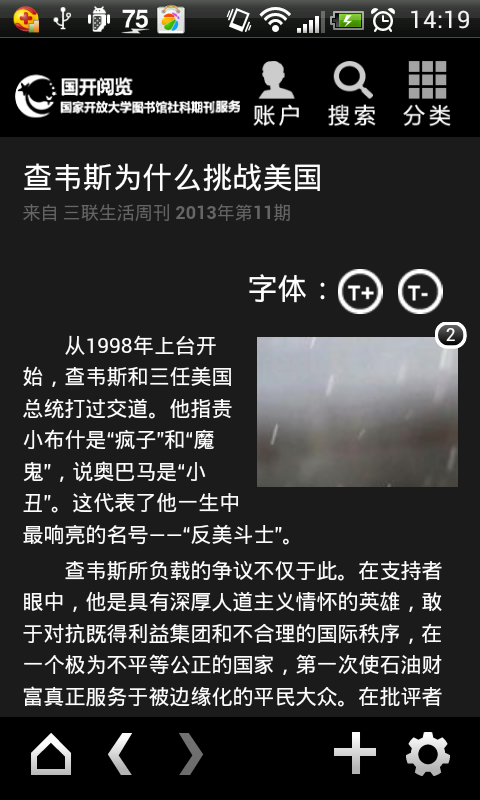 75
14:19
国开阅览
国家开放大学图书馆社科期刊服务
账户
搜索
分类
查韦斯为什么挑战美国
来自 三联生活周刊 2013年第11期
字体：
T+
T-
2
从1998年上台开
始，查韦斯和三任美国
总统打过交道。他指责
小布什是“疯子”和“魔
鬼”，说奥巴马是“小
丑”。这代表了他一生中
最响亮的名号——“反美斗士”。
查韦斯所负载的争议不仅于此。在支持者
眼中，他是具有深厚人道主义情怀的英雄，敢
于对抗既得利益集团和不合理的国际秩序，在
一个极为不平等公正的国家，第一次使石油财
富真正服务于被边缘化的平民大众。在批评者